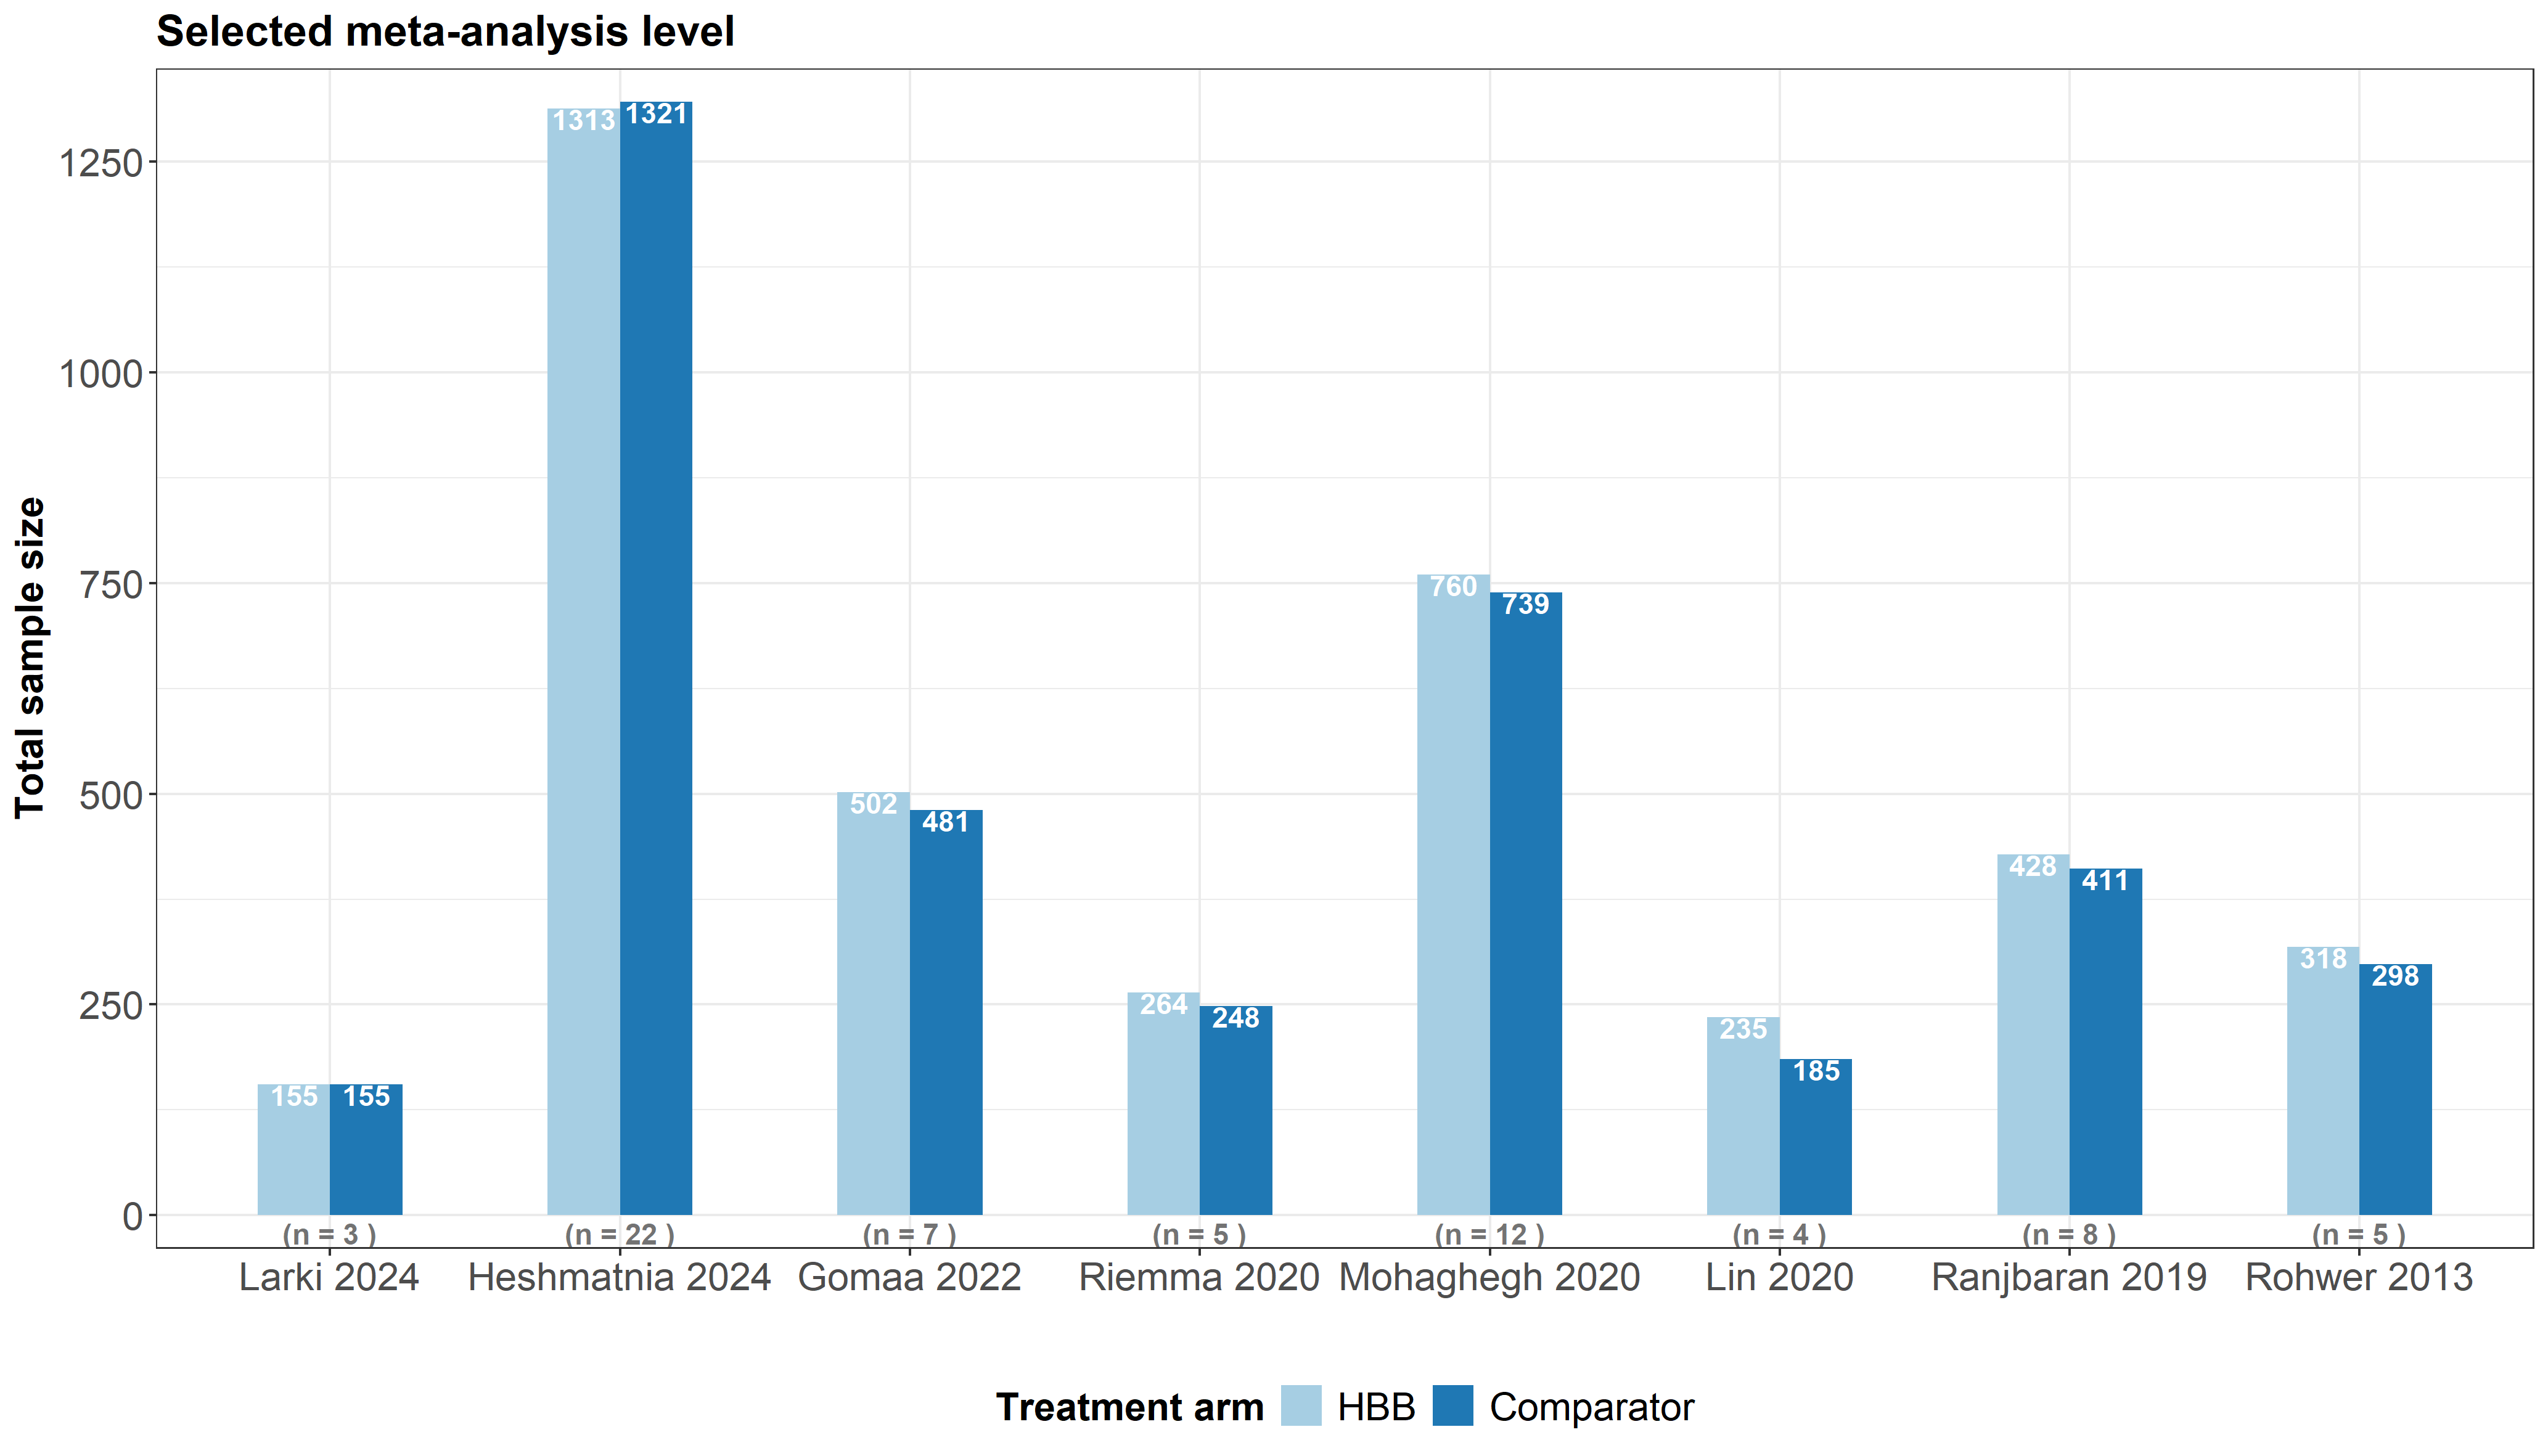 Selected meta-analysis level
Total sample size
1250
1000
750
500
250
0
155 155
1313 1321
502 481
264 248
760 739
235 185
428 411
318 298
(n = 3 ) (n = 22 ) (n = 7 ) (n = 5 ) (n = 12 ) (n = 4 ) (n = 8 ) (n = 5 )
Larki 2024 Heshmatnia 2024 Gomaa 2022 Riemma 2020 Mohaghegh 2020 Lin 2020 Ranjbaran 2019 Rohwer 2013
Treatment arm HBB Comparator